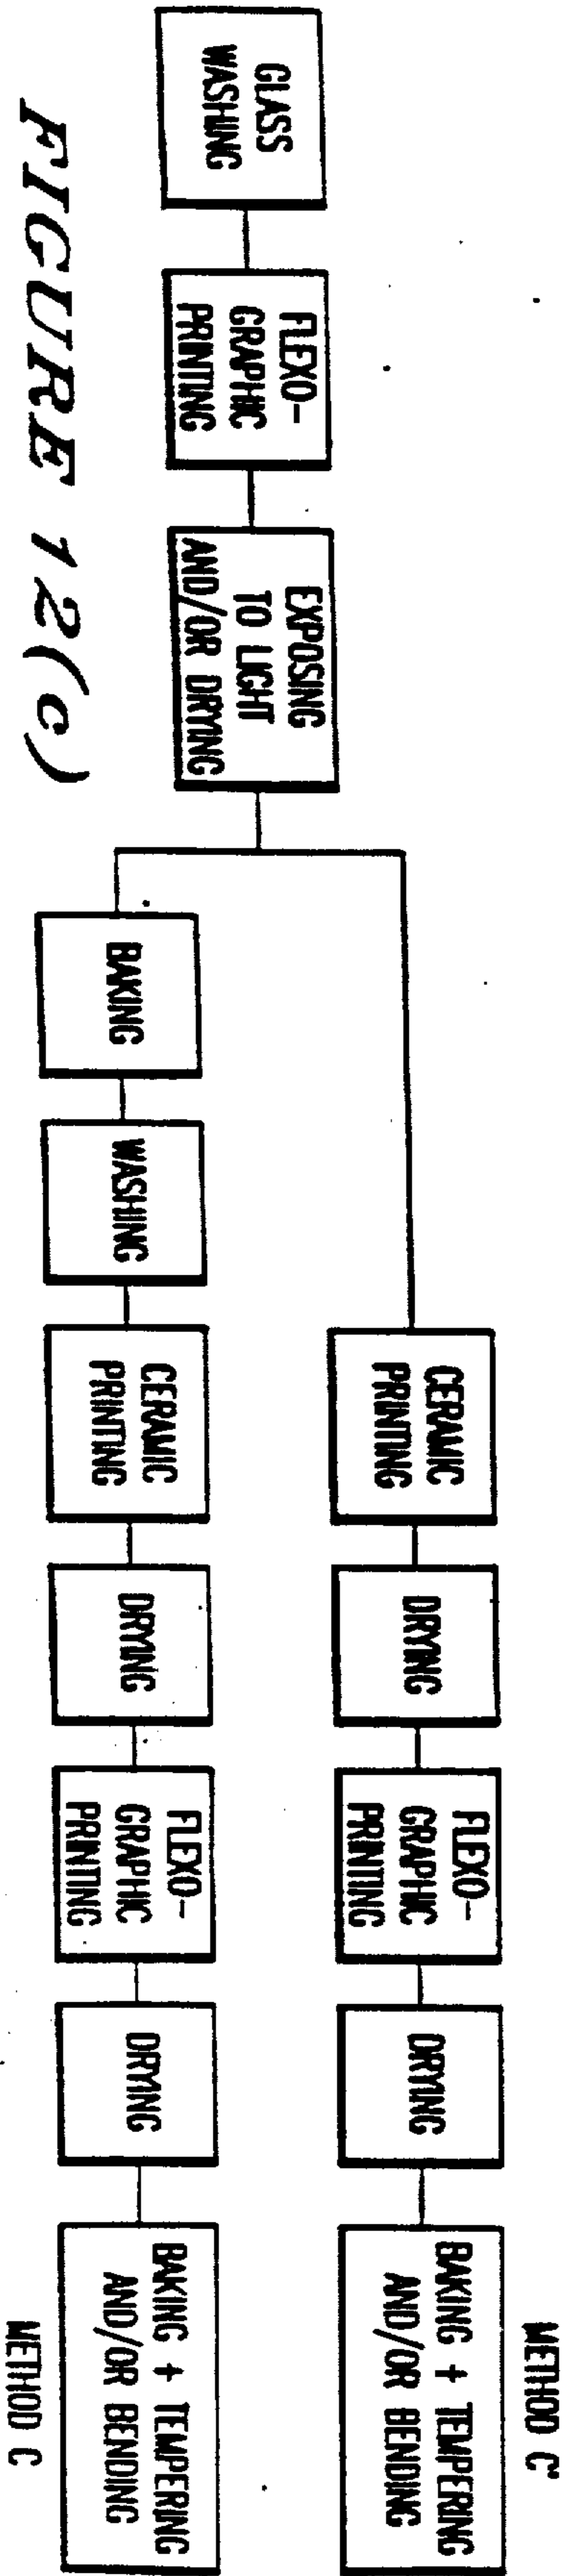 GLASS
WASHING
FLEXO-
GRAPHIC
PRINTING
EXPOSING
TO LIGHT
AND/OR DRYING
CERAMIC
PRINTING
DRYING
FLEXO-
GRAPHIC
PRINTING
DRYING
BAKING + TEMPERING
AND/OR BENDING
METHOD C'
BAKING
WASHING
CERAMIC
PRINTING
DRYING
FLEXO-
GRAPHIC
PRINTING
DRYING
BAKING + TEMPERING
AND/OR BENDING
METHOD C
FIGURE 12(c)